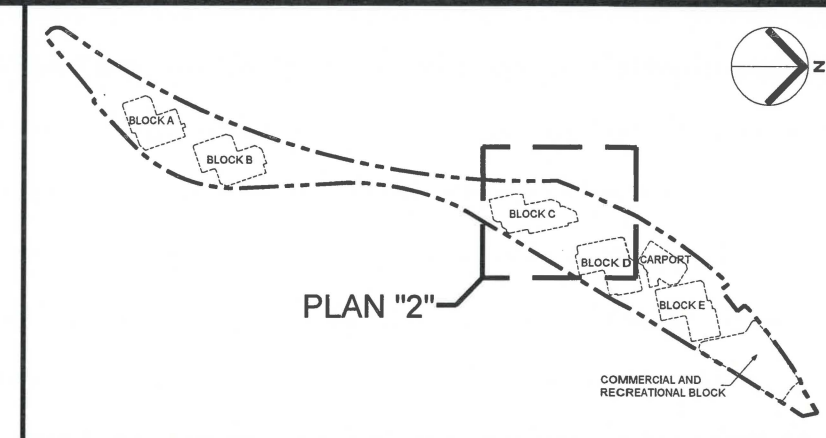 N
BLOCK A
BLOCK B
BLOCK C
BLOCK D
CARPORT
BLOCK E
PLAN "2"
COMMERCIAL AND
RECREATIONAL BLOCK